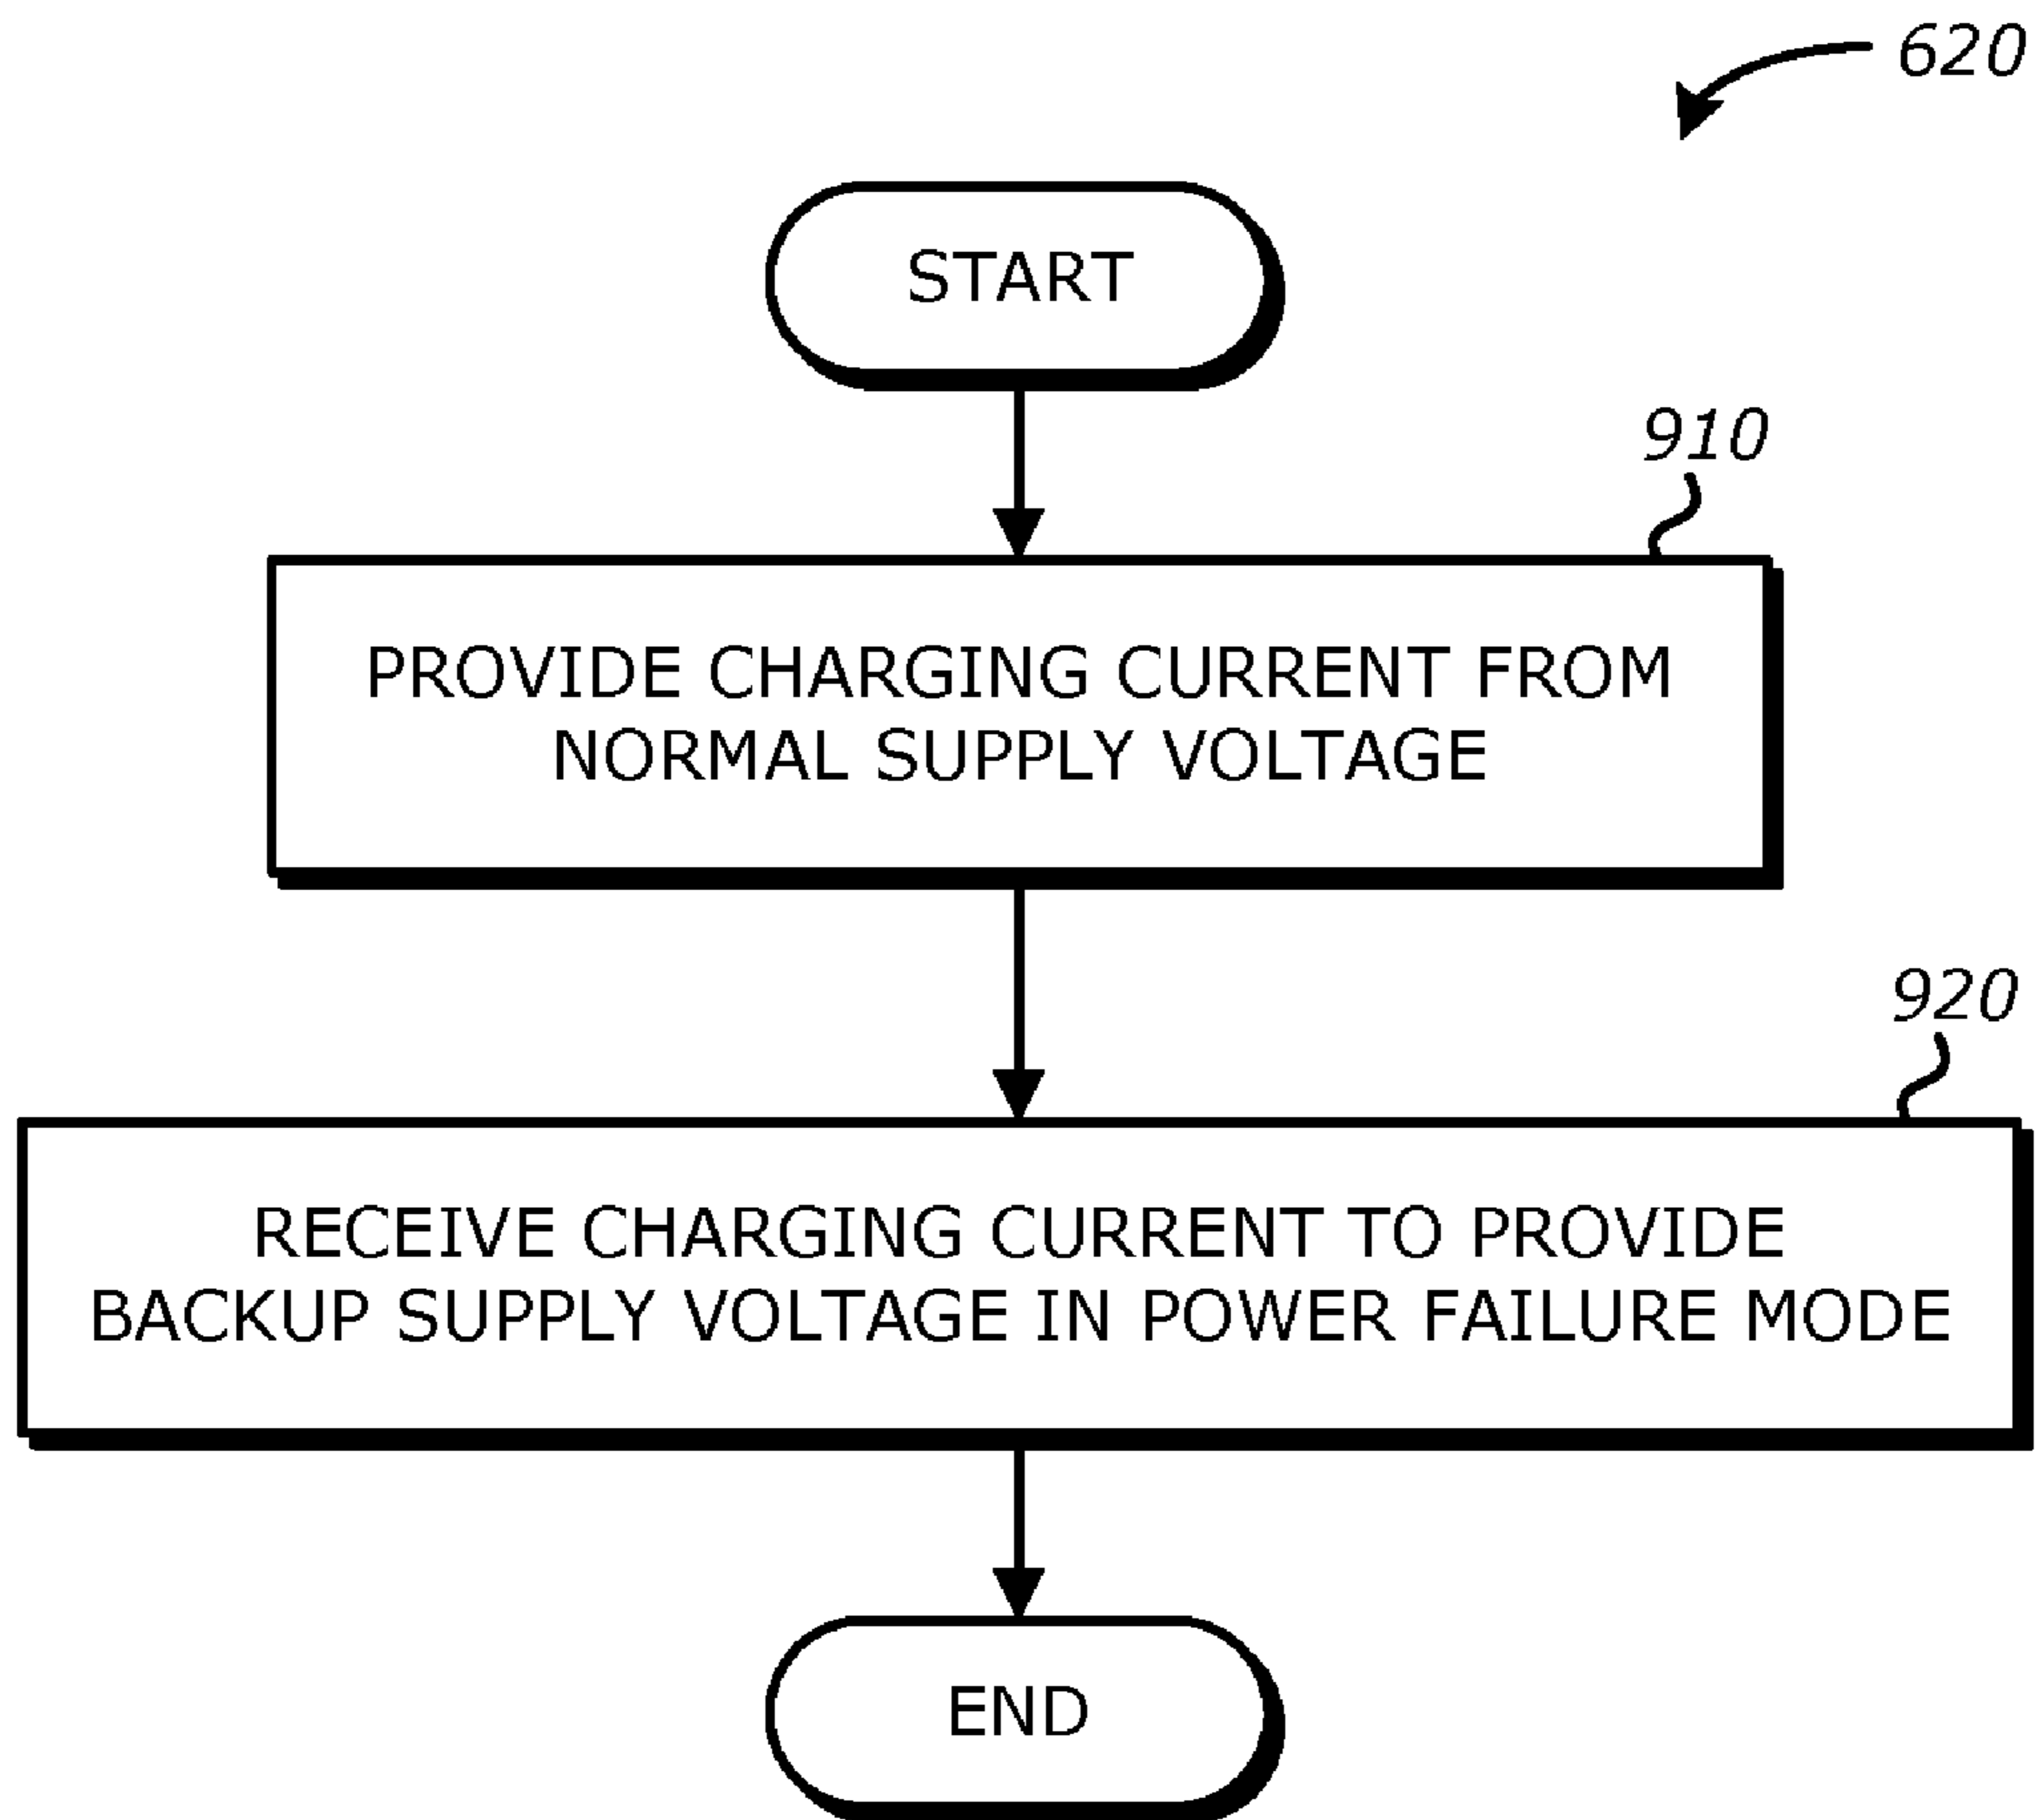 620
START
910
PROVIDE CHARGING CURRENT FROM
NORMAL SUPPLY VOLTAGE
920
RECEIVE CHARGING CURRENT TO PROVIDE
BACKUP SUPPLY VOLTAGE IN POWER FAILURE MODE
END